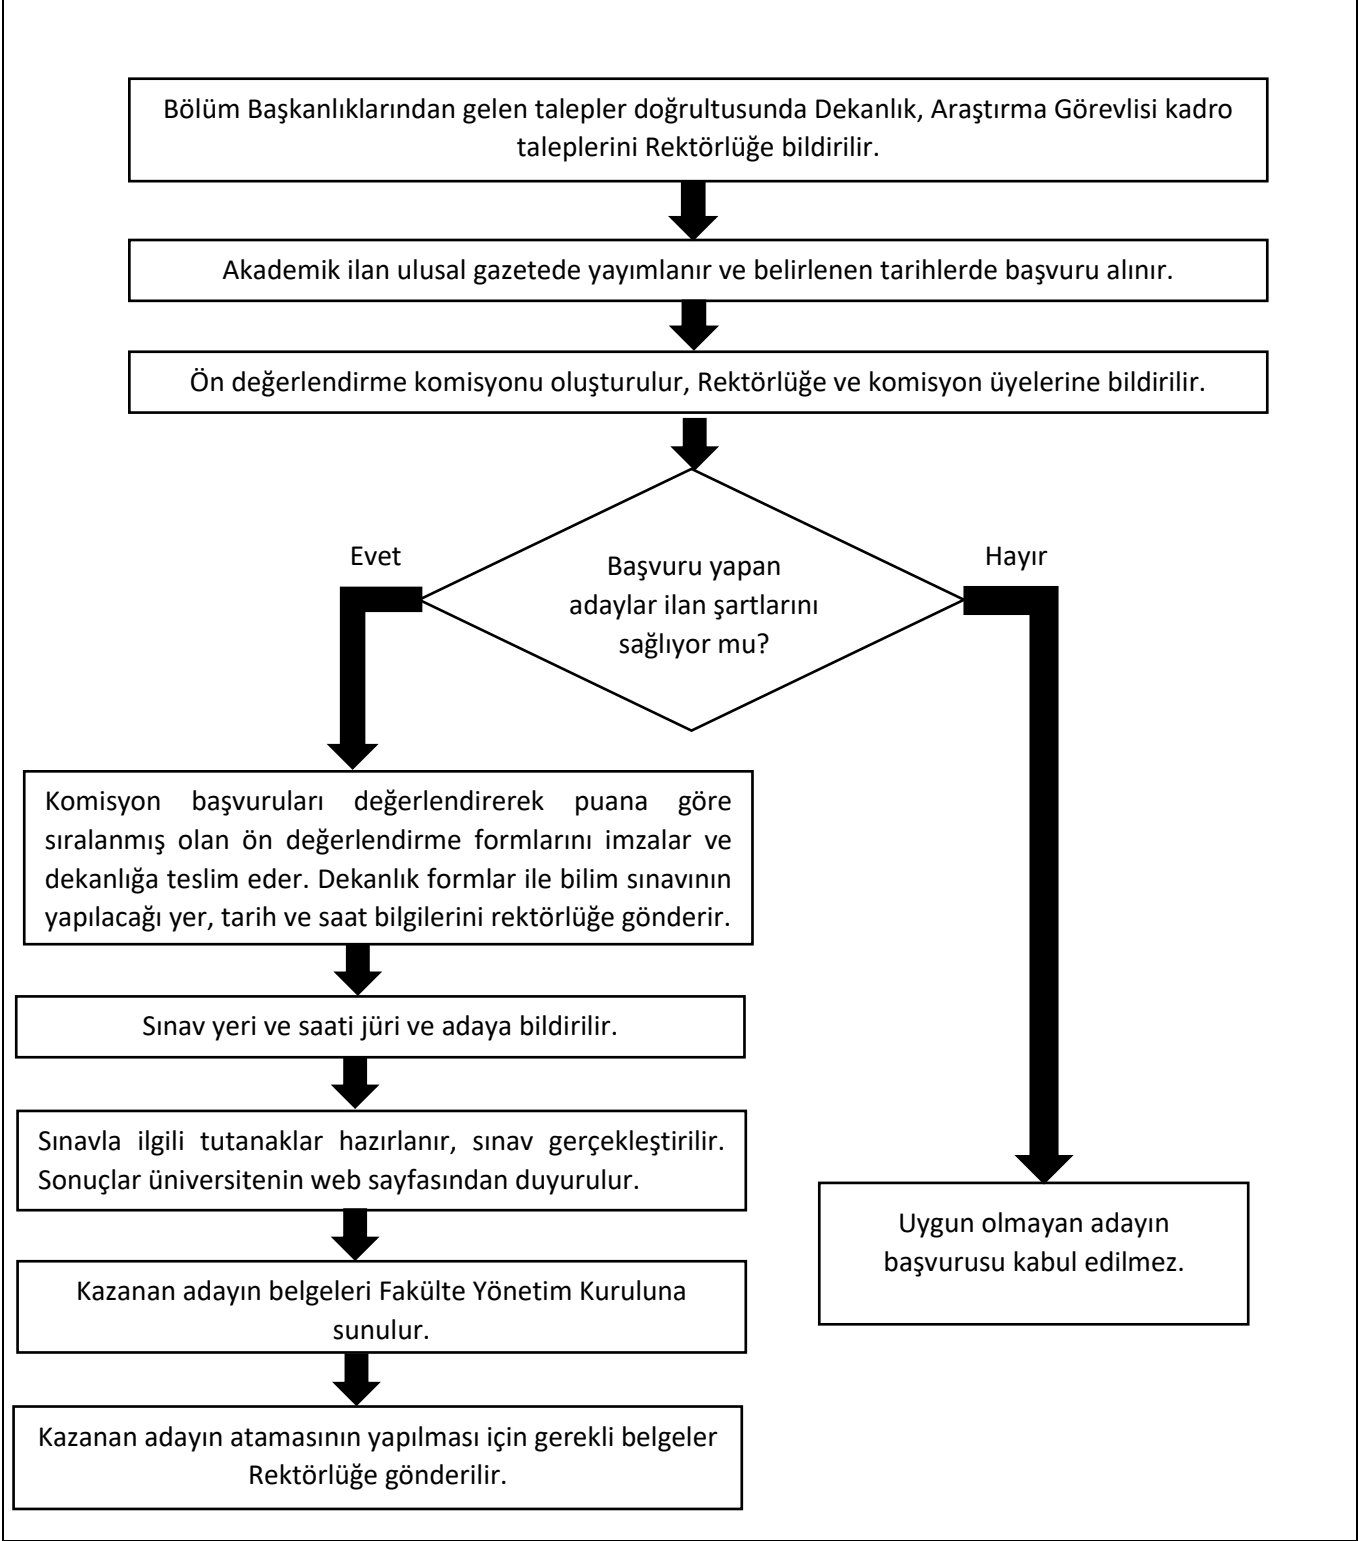 Bölüm Başkanlıklarından gelen talepler doğrultusunda Dekanlık, Araştırma Görevlisi kadro
taleplerini Rektörlüğe bildirilir.
Akademik ilan ulusal gazetede yayımlanır ve belirlenen tarihlerde başvuru alınır.
Ön değerlendirme komisyonu oluşturulur, Rektörlüğe ve komisyon üyelerine bildirilir.
Evet
Hayır
Başvuru yapan
adaylar ilan şartlarını
sağlıyor mu?
Komisyon başvuruları değerlendirerek puana göre
sıralanmış olan ön değerlendirme formlarını imzalar ve
dekanlığa teslim eder. Dekanlık formlar ile bilim sınavının
yapılacağı yer, tarih ve saat bilgilerini rektörlüğe gönderir.
Sınav yeri ve saati jüri ve adaya bildirilir.
Sınavla ilgili tutanaklar hazırlanır, sınav gerçekleştirilir.
Sonuçlar üniversitenin web sayfasından duyurulur.
Uygun olmayan adayın
başvurusu kabul edilmez.
Kazanan adayın belgeleri Fakülte Yönetim Kuruluna
sunulur.
Kazanan adayın atamasının yapılması için gerekli belgeler
Rektörlüğe gönderilir.